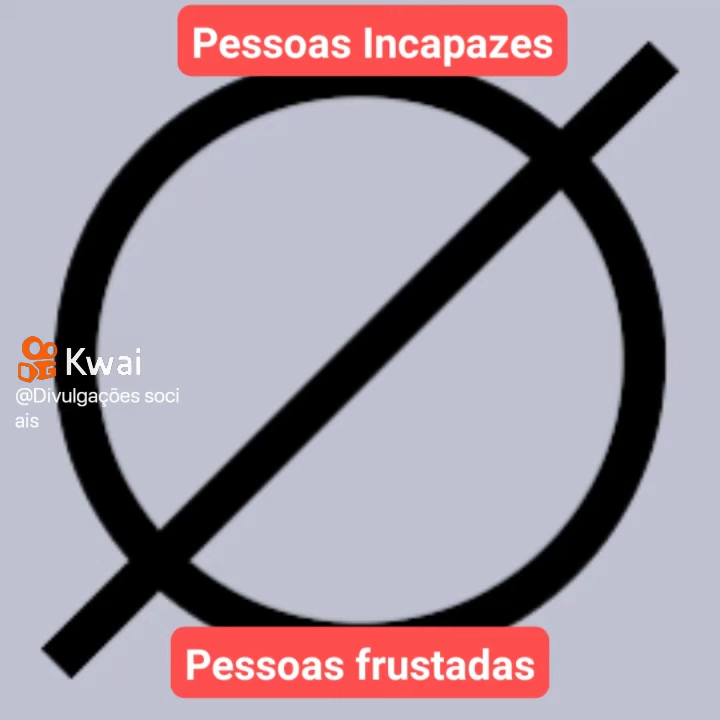 Pessoas Incapazes
Kwai
@Divulgações soci
ais
Pessoas frustadas